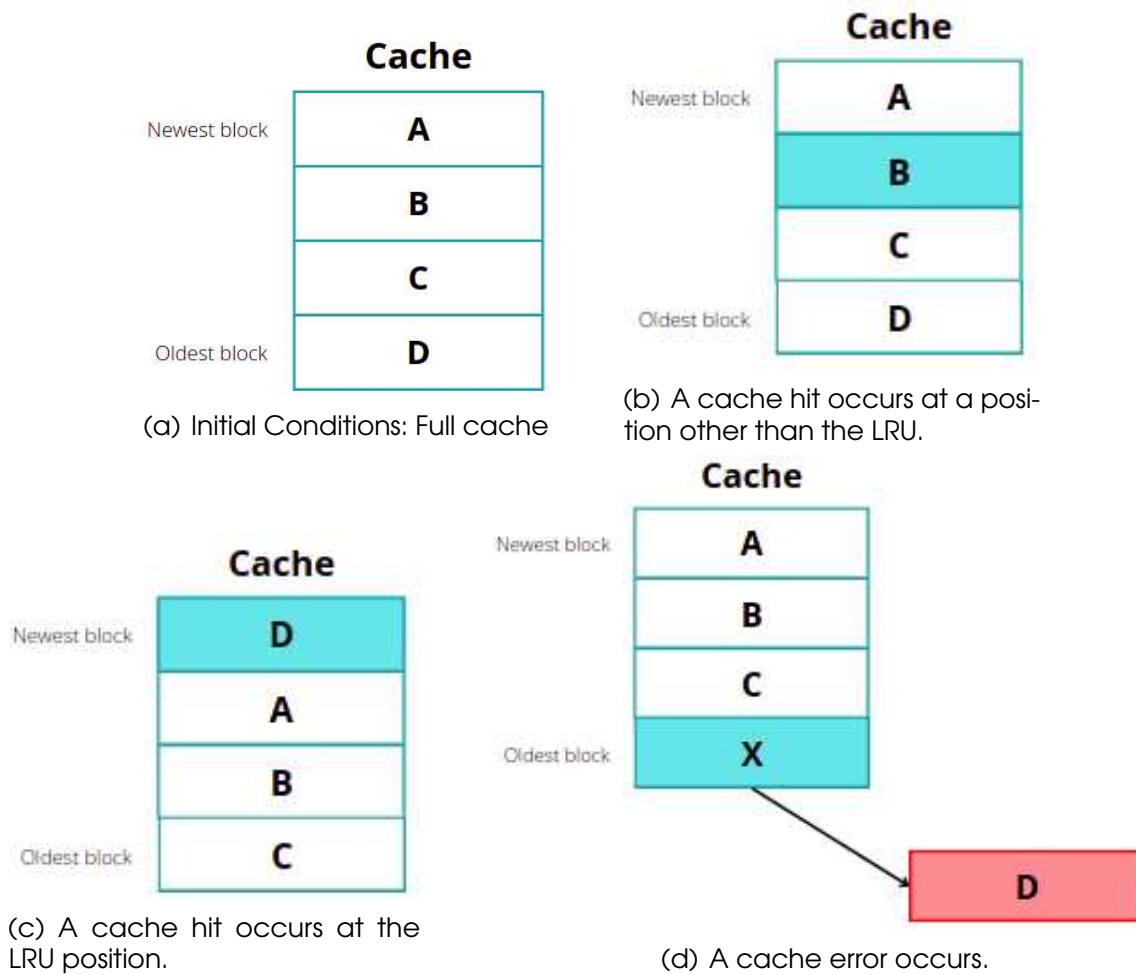 Cache
Newest block
A
B
C
Oldest block
D
(a) Initial Conditions: Full cache
Cache
Newest block
A
B
C
Oldest block
D
(b) A cache hit occurs at a posi-
tion other than the LRU.
Cache
Newest block
D
A
B
Oldest block
C
(c) A cache hit occurs at the
LRU position.
Cache
Newest block
A
B
C
Oldest block
X
D
(d) A cache error occurs.